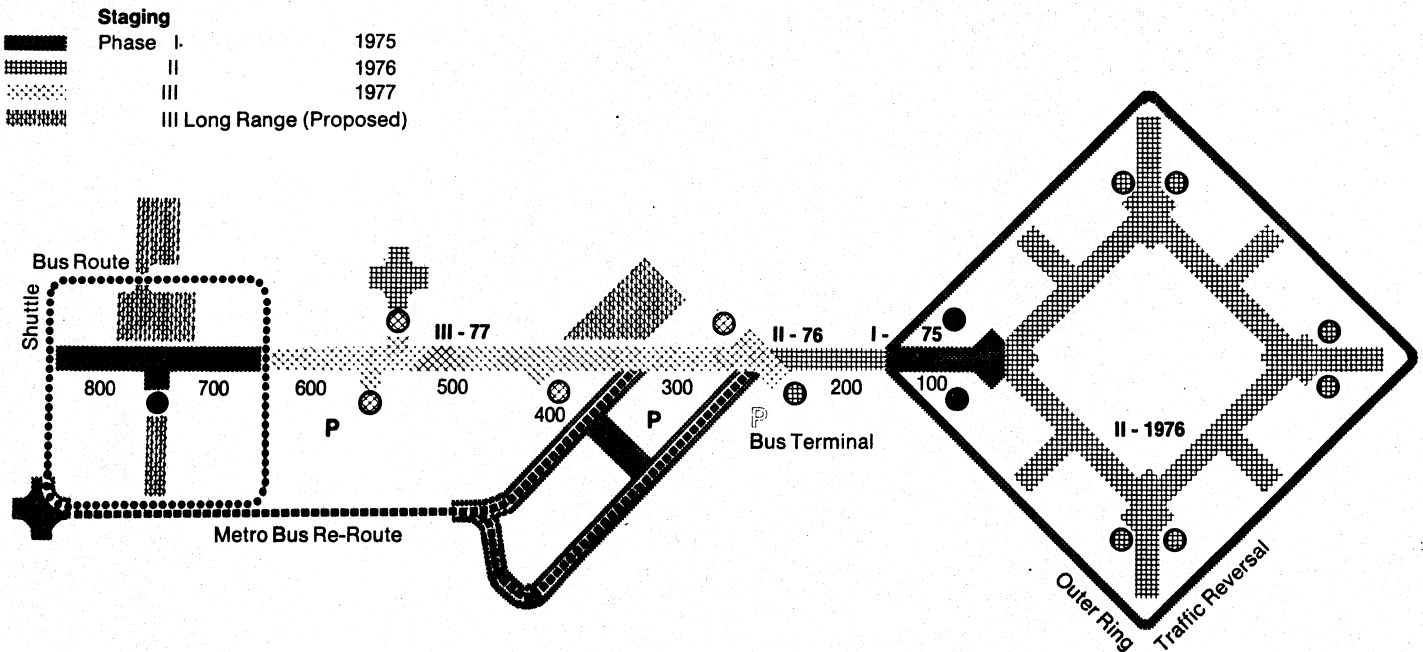 Staging
Phase I. 1975
II 1976
III 1977
III Long Range (Proposed)
Bus Route
Shuttle
III - 77
II - 76
I - 75
800
700
600
500
400
300
200
100
P
P
P
Bus Terminal
II - 1976
Metro Bus Re-Route
Outer Ring
Traffic Reversal